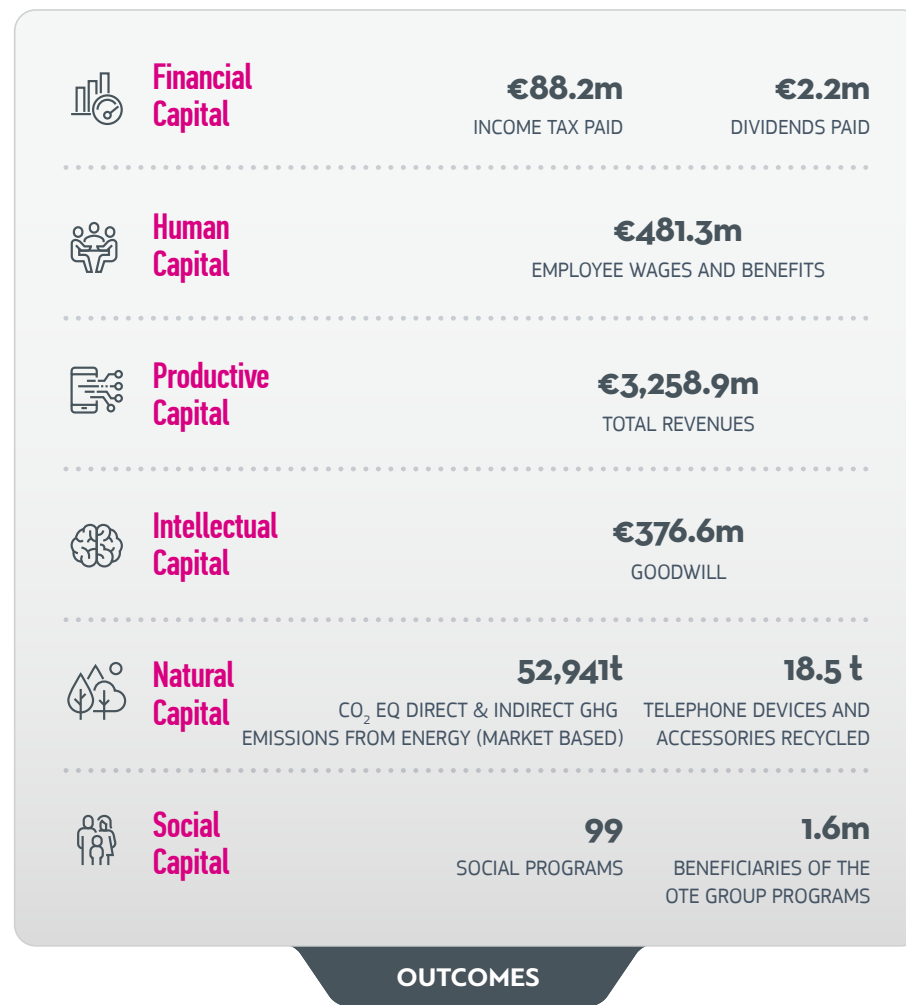 Financial
Capital
€88.2m
INCOME TAX PAID
€2.2m
DIVIDENDS PAID
Human
Capital
€481.3m
EMPLOYEE WAGES AND BENEFITS
Productive
Capital
€3,258.9m
TOTAL REVENUES
Intellectual
Capital
€376.6m
GOODWILL
Natural
Capital
52,941t
CO₂ EQ DIRECT & INDIRECT GHG
EMISSIONS FROM ENERGY (MARKET BASED)
18.5 t
TELEPHONE DEVICES AND
ACCESSORIES RECYCLED
Social
Capital
99
SOCIAL PROGRAMS
1.6m
BENEFICIARIES OF THE
OTE GROUP PROGRAMS
OUTCOMES